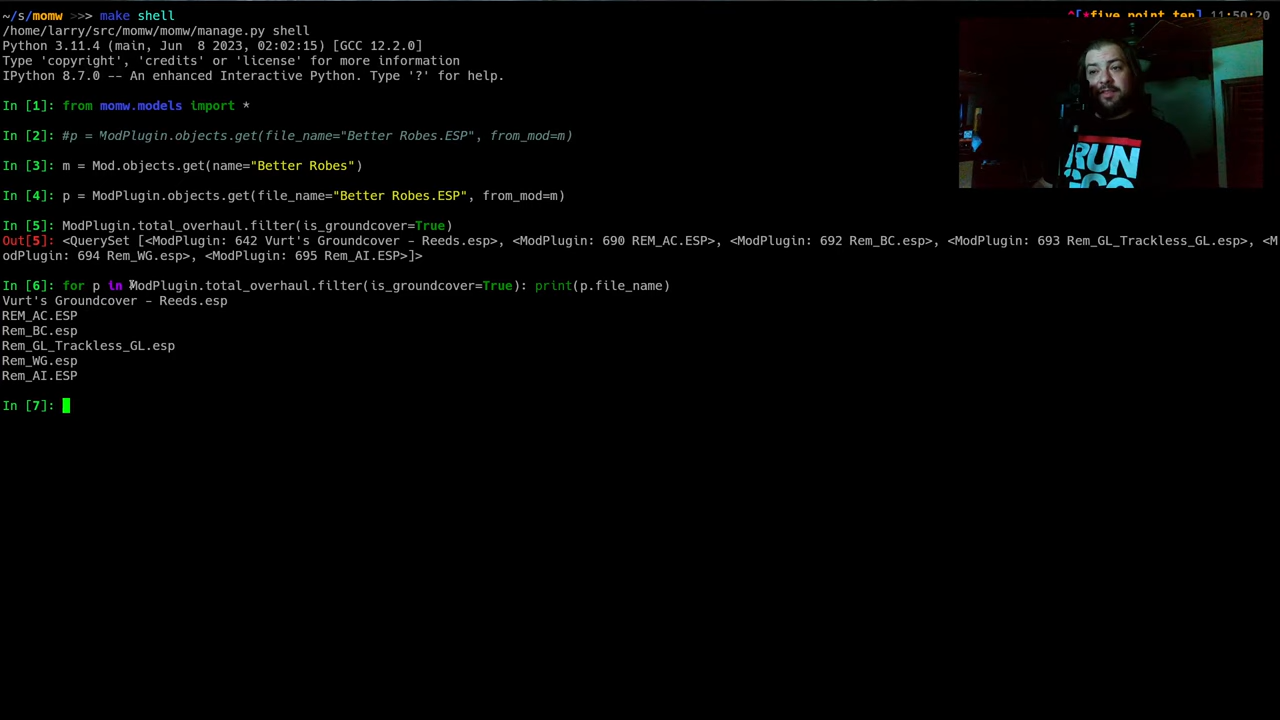 ~/s/momw >>> make shell
^[*five point ten] 11:50:20
/home/larry/src/momw/momw/manage.py shell
Python 3.11.4 (main, Jun  8 2023, 02:02:15) [GCC 12.2.0]
Type 'copyright', 'credits' or 'license' for more information
IPython 8.7.0 -- An enhanced Interactive Python. Type '?' for help.
In [1]: from momw.models import *
In [2]: #p = ModPlugin.objects.get(file_name="Better Robes.ESP", from_mod=m)
In [3]: m = Mod.objects.get(name="Better Robes")
In [4]: p = ModPlugin.objects.get(file_name="Better Robes.ESP", from_mod=m)
In [5]: ModPlugin.total_overhaul.filter(is_groundcover=True)
Out[5]: <QuerySet [<ModPlugin: 642 Vurt's Groundcover - Reeds.esp>, <ModPlugin: 690 REM_AC.ESP>, <ModPlugin: 692 Rem_BC.esp>, <ModPlugin: 693 Rem_GL_Trackless_GL.esp>, <M
odPlugin: 694 Rem_WG.esp>, <ModPlugin: 695 Rem_AI.ESP>]>
In [6]: for p in ModPlugin.total_overhaul.filter(is_groundcover=True): print(p.file_name)
Vurt's Groundcover - Reeds.esp
REM_AC.ESP
Rem_BC.esp
Rem_GL_Trackless_GL.esp
Rem_WG.esp
Rem_AI.ESP
In [7]:
RUN